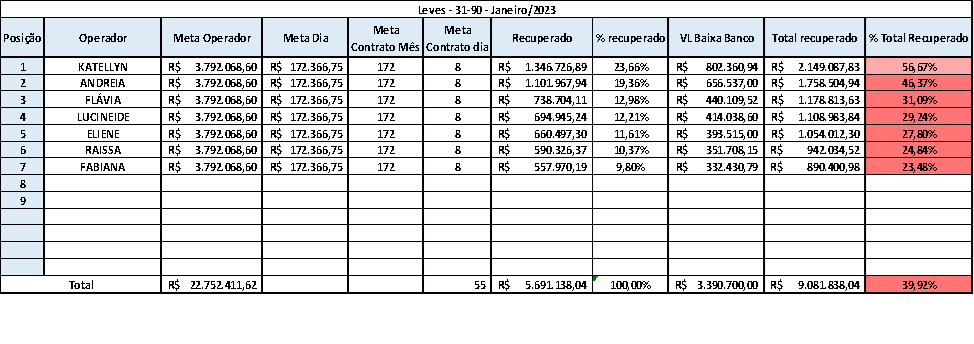 Leves - 31-90 - Janeiro/2023
Posição Operador Meta Operador Meta Dia Meta Contrato Mês Meta Contrato dia Recuperado % recuperado VL Baixa Banco Total recuperado % Total Recuperado
1 KATELLYN R$ 3.792.068,60 R$ 172.366,75 172 8 R$ 1.346.726,89 23,66% R$ 802.360,94 R$ 2.149.087,83 56,67%
2 ANDREIA R$ 3.792.068,60 R$ 172.366,75 172 8 R$ 1.101.967,94 19,36% R$ 656.537,00 R$ 1.758.504,94 46,37%
3 FLÁVIA R$ 3.792.068,60 R$ 172.366,75 172 8 R$ 738.704,11 12,98% R$ 440.109,52 R$ 1.178.813,63 31,09%
4 LUCINEIDE R$ 3.792.068,60 R$ 172.366,75 172 8 R$ 694.945,24 12,21% R$ 414.038,60 R$ 1.108.983,84 29,24%
5 ELIENE R$ 3.792.068,60 R$ 172.366,75 172 8 R$ 660.497,30 11,61% R$ 393.515,00 R$ 1.054.012,30 27,80%
6 RAISSA R$ 3.792.068,60 R$ 172.366,75 172 8 R$ 590.326,37 10,37% R$ 351.708,15 R$ 942.034,52 24,84%
7 FABIANA R$ 3.792.068,60 R$ 172.366,75 172 8 R$ 557.970,19 9,80% R$ 332.430,79 R$ 890.400,98 23,48%
8
9
Total R$ 22.752.411,62 55 R$ 5.691.138,04 100,00% R$ 3.390.700,00 R$ 9.081.838,04 39,92%